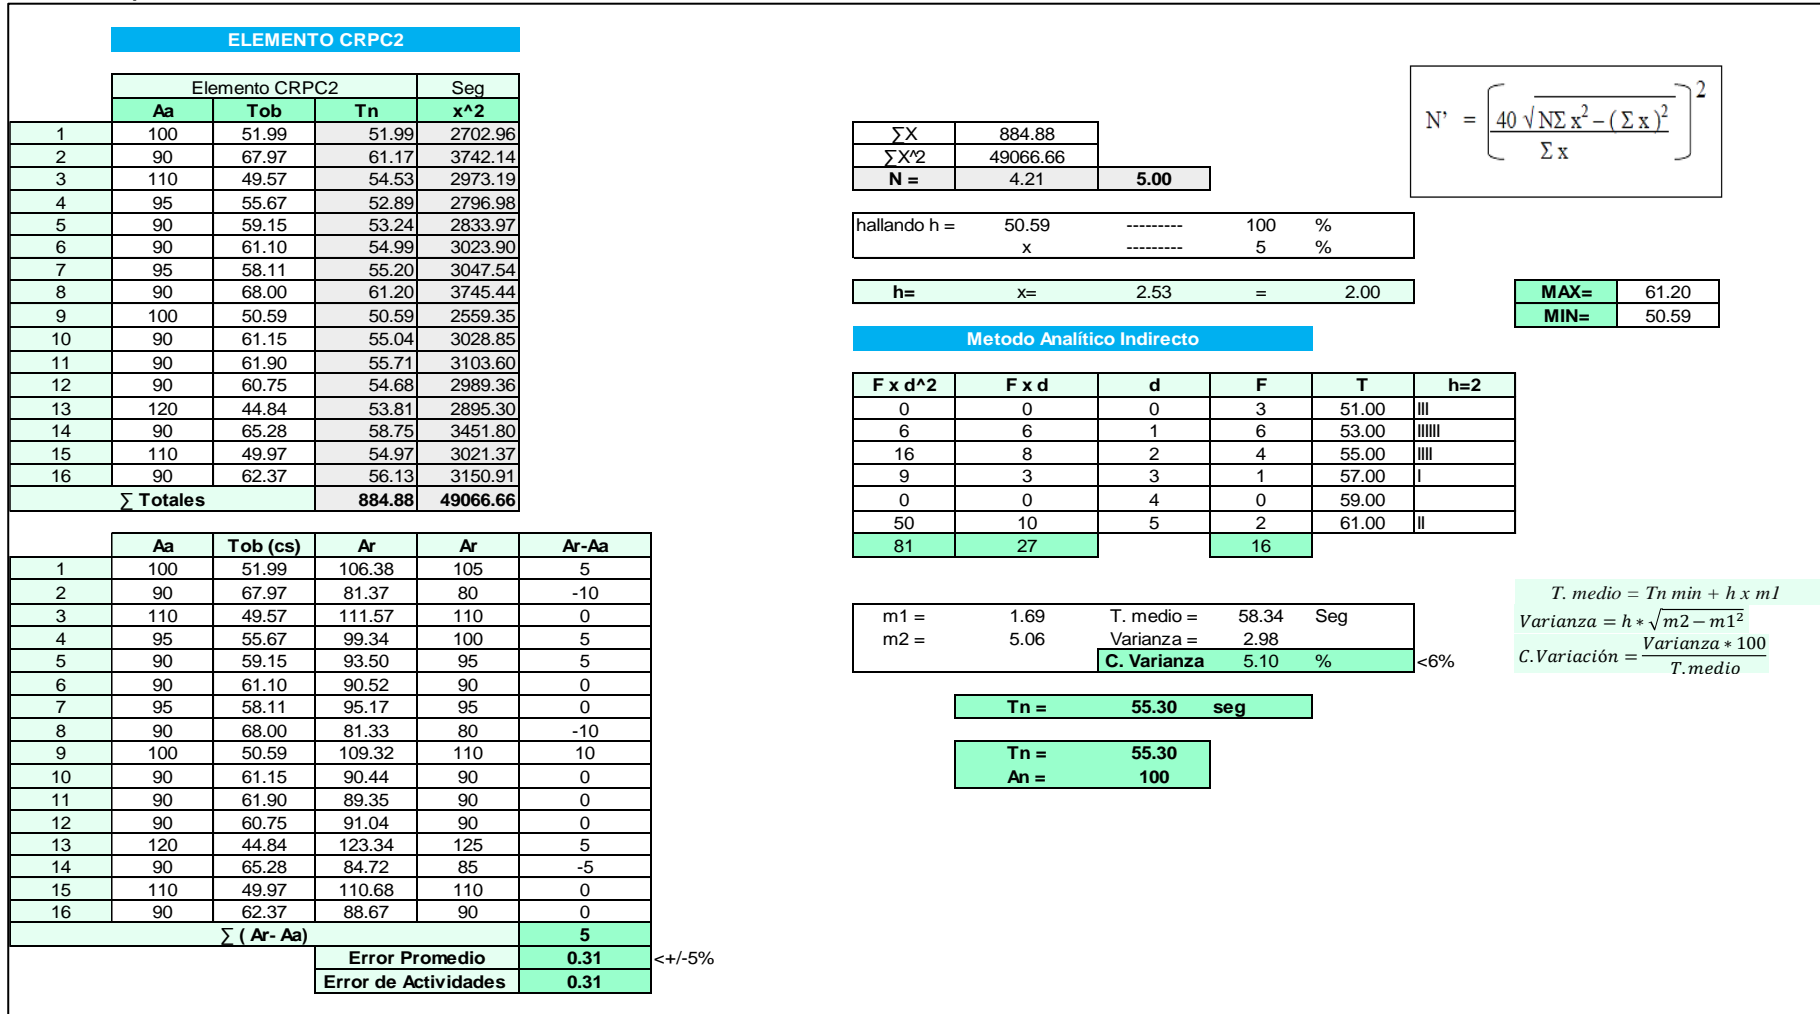 ELEMENTO CRPC2
Elemento CRPC2 Seg
Aa Tob Tn x^2
1 100 51.99 51.99 2702.96
2 90 67.97 61.17 3742.14
3 110 49.57 54.53 2973.19
4 95 55.67 52.89 2796.98
5 90 59.15 53.24 2833.97
6 90 61.10 54.99 3023.90
7 95 58.11 55.20 3047.54
8 90 68.00 61.20 3745.44
9 100 50.59 50.59 2559.35
10 90 61.15 55.04 3028.85
11 90 61.90 55.71 3103.60
12 90 60.75 54.68 2989.36
13 120 44.84 53.81 2895.30
14 90 65.28 58.75 3451.80
15 110 49.97 54.97 3021.37
16 90 62.37 56.13 3150.91
∑ Totales 884.88 49066.66
Aa Tob (cs) Ar Ar Ar-Aa
1 100 51.99 106.38 105 5
2 90 67.97 81.37 80 -10
3 110 49.57 111.57 110 0
4 95 55.67 99.34 100 5
5 90 59.15 93.50 95 5
6 90 61.10 90.52 90 0
7 95 58.11 95.17 95 0
8 90 68.00 81.33 80 -10
9 100 50.59 109.32 110 10
10 90 61.15 90.44 90 0
11 90 61.90 89.35 90 0
12 90 60.75 91.04 90 0
13 120 44.84 123.34 125 5
14 90 65.28 84.72 85 -5
15 110 49.97 110.68 110 0
16 90 62.37 88.67 90 0
∑ ( Ar- Aa) 5
Error Promedio 0.31 <+/-5%
Error de Actividades 0.31
∑X 884.88
∑X^2 49066.66
N = 4.21 5.00
hallando h = 50.59 --------- 100 %
x --------- 5 %
h= x= 2.53 = 2.00
Metodo Analítico Indirecto
F x d^2 F x d d F T h=2
0 0 0 3 51.00 III
6 6 1 6 53.00 IIIIII
16 8 2 4 55.00 IIII
9 3 3 1 57.00 I
0 0 4 0 59.00
50 10 5 2 61.00 II
81 27 16
m1 = 1.69 T. medio = 58.34 Seg
m2 = 5.06 Varianza = 2.98
C. Varianza 5.10 % <6%
Tn = 55.30 seg
Tn = 55.30
An = 100
N' = [ 40 √ N∑ x² − ( ∑ x )² / ∑ x ] ²
MAX= 61.20
MIN= 50.59
T. medio = Tn min + h x m1
Varianza = h ∗ √m2 − m1²
C.Variación = Varianza ∗ 100 / T.medio